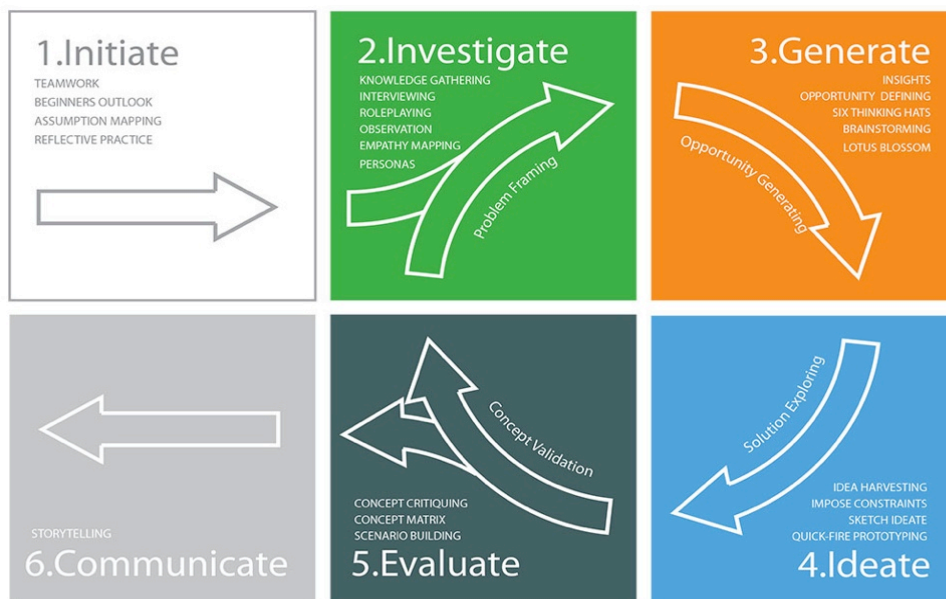 1.Initiate
TEAMWORK
BEGINNERS OUTLOOK
ASSUMPTION MAPPING
REFLECTIVE PRACTICE
2.Investigate
KNOWLEDGE GATHERING
INTERVIEWING
ROLEPLAYING
OBSERVATION
EMPATHY MAPPING
PERSONAS
Problem Framing
3.Generate
INSIGHTS
OPPORTUNITY DEFINING
SIX THINKING HATS
BRAINSTORMING
LOTUS BLOSSOM
Opportunity Generating
STORYTELLING
6.Communicate
Concept Validation
CONCEPT CRITIQUING
CONCEPT MATRIX
SCENARIO BUILDING
5.Evaluate
Solution Exploring
IDEA HARVESTING
IMPOSE CONSTRAINTS
SKETCH IDEATE
QUICK-FIRE PROTOTYPING
4.Ideate